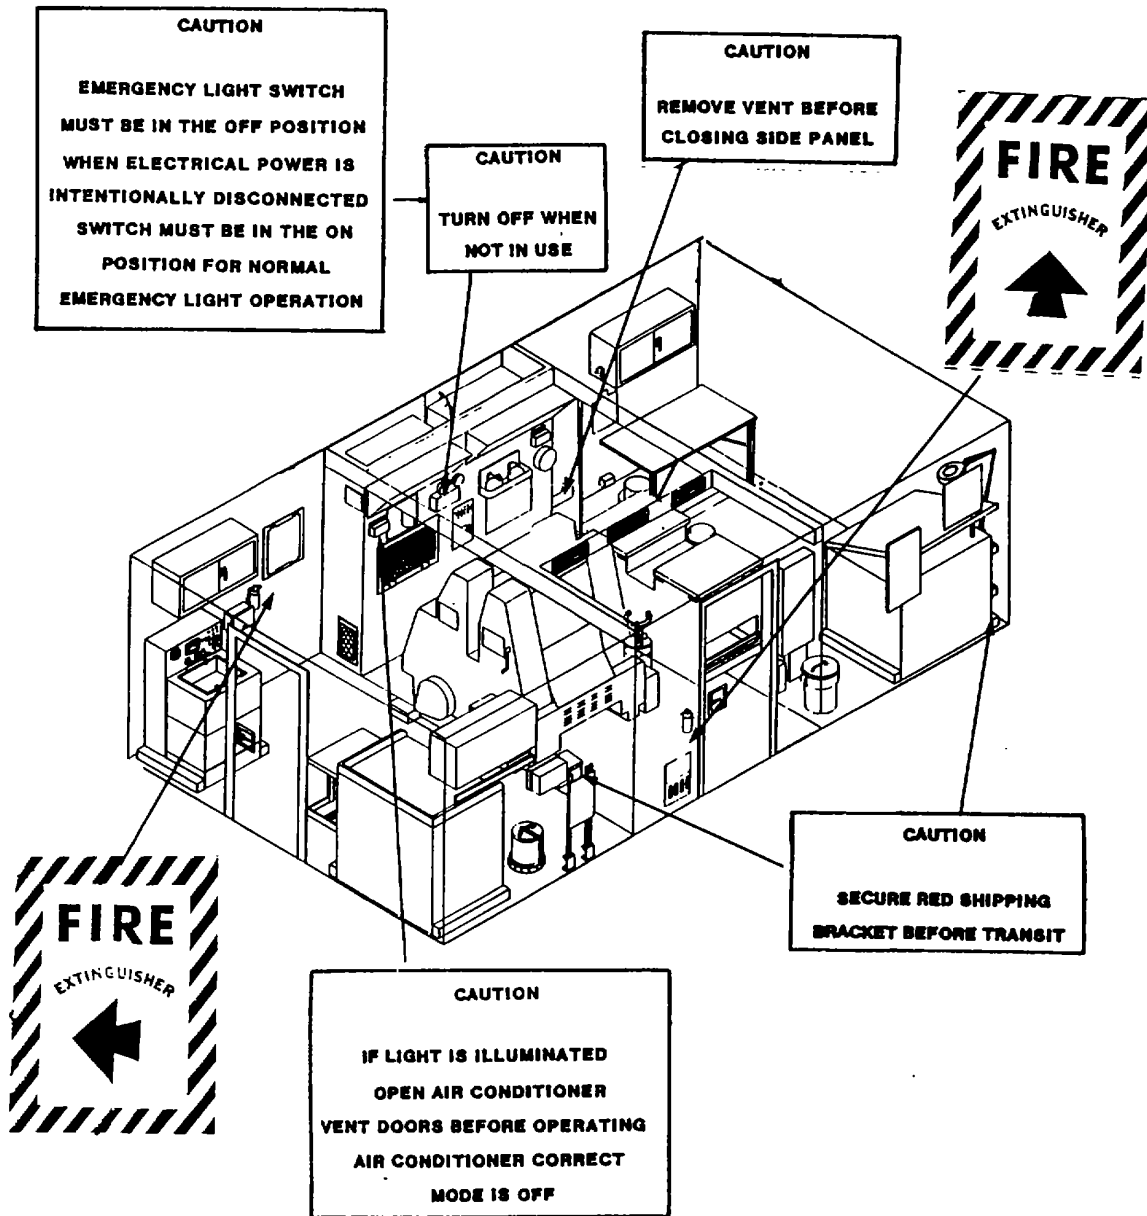 CAUTION
EMERGENCY LIGHT SWITCH
MUST BE IN THE OFF POSITION
WHEN ELECTRICAL POWER IS
INTENTIONALLY DISCONNECTED
SWITCH MUST BE IN THE ON
POSITION FOR NORMAL
EMERGENCY LIGHT OPERATION
CAUTION
TURN OFF WHEN
NOT IN USE
CAUTION
REMOVE VENT BEFORE
CLOSING SIDE PANEL
FIRE
EXTINGUISHER
FIRE
EXTINGUISHER
CAUTION
IF LIGHT IS ILLUMINATED
OPEN AIR CONDITIONER
VENT DOORS BEFORE OPERATING
AIR CONDITIONER CORRECT
MODE IS OFF
CAUTION
SECURE RED SHIPPING
BRACKET BEFORE TRANSIT